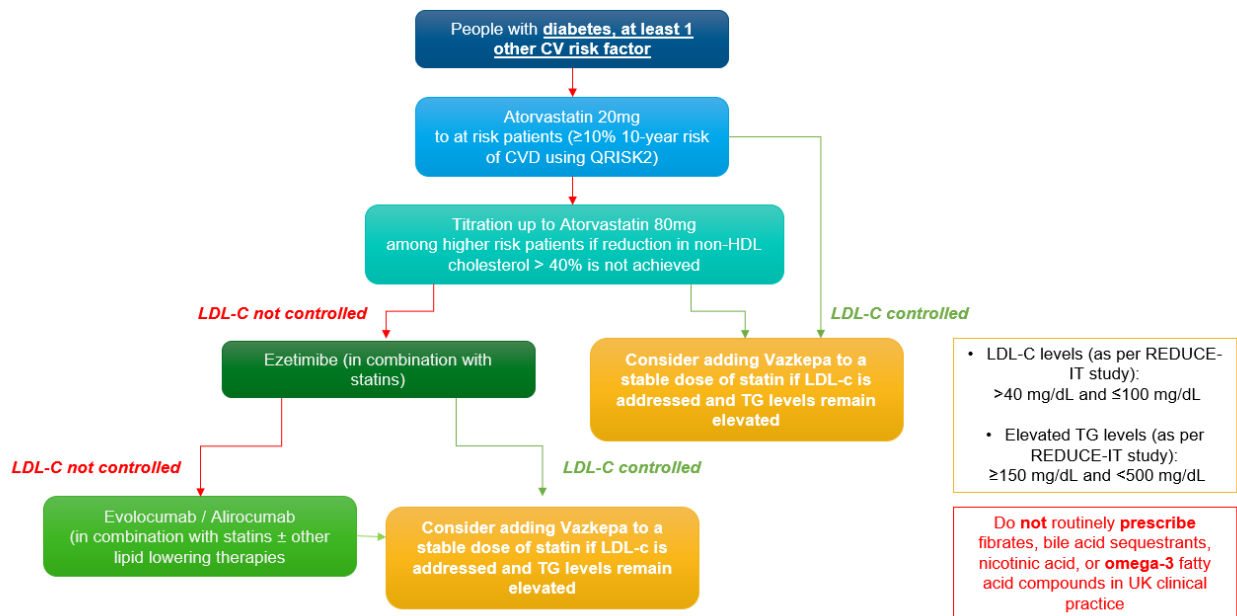 People with diabetes, at least 1
other CV risk factor
Atorvastatin 20mg
to at risk patients (≥10% 10-year risk
of CVD using QRISK2)
Titration up to Atorvastatin 80mg
among higher risk patients if reduction in non-HDL
cholesterol > 40% is not achieved
LDL-C not controlled
LDL-C controlled
Ezetimibe (in combination with
statins)
Consider adding Vazkepa to a
stable dose of statin if LDL-c is
addressed and TG levels remain
elevated
• LDL-C levels (as per REDUCE-
IT study):
>40 mg/dL and ≤100 mg/dL
• Elevated TG levels (as per
REDUCE-IT study):
≥150 mg/dL and <500 mg/dL
LDL-C not controlled
LDL-C controlled
Evolocumab / Alirocumab
(in combination with statins ± other
lipid lowering therapies
Consider adding Vazkepa to a
stable dose of statin if LDL-c is
addressed and TG levels remain
elevated
Do not routinely prescribe
fibrates, bile acid sequestrants,
nicotinic acid, or omega-3 fatty
acid compounds in UK clinical
practice